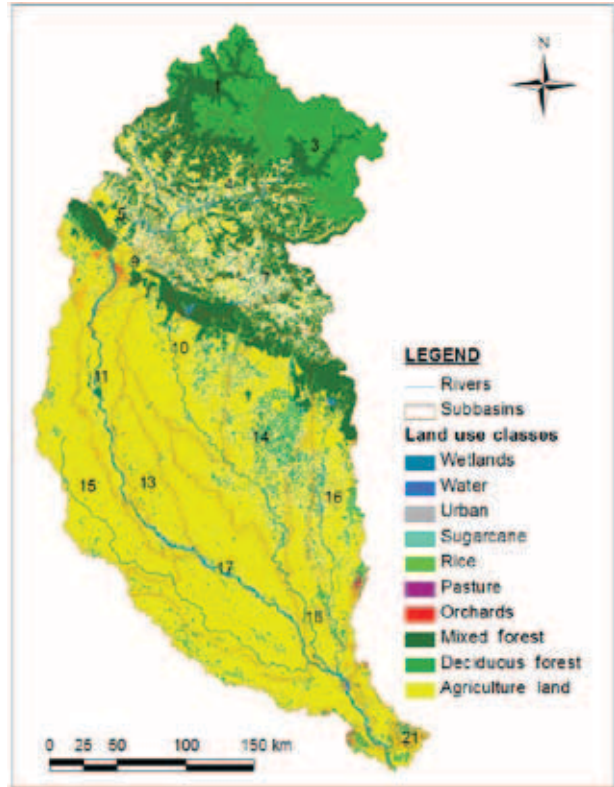 N
1
3
4
5
7
9
10
11
14
16
15
13
17
18
21
LEGEND
Rivers
Subbasins
Land use classes
Wetlands
Water
Urban
Sugarcane
Rice
Pasture
Orchards
Mixed forest
Deciduous forest
Agriculture land
0 25 50 100 150 km